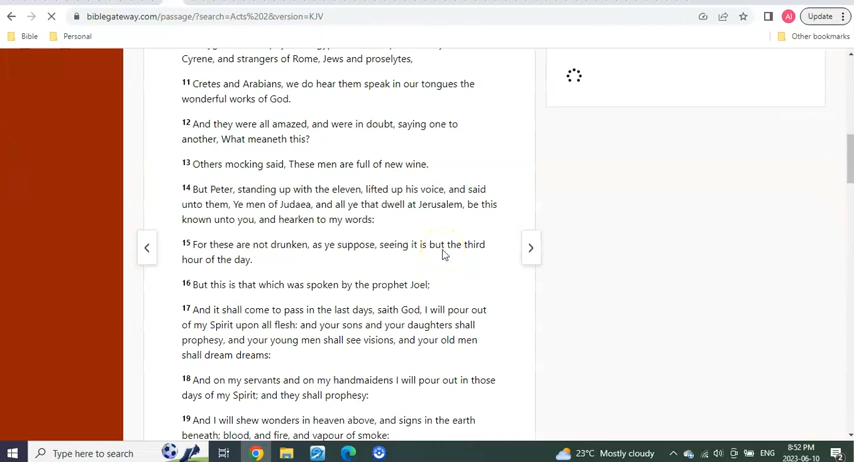 biblegateway.com/passage/?search=Acts%202&version=KJV
AI
Update
Bible
Personal
Other bookmarks
Cyrene, and strangers of Rome, Jews and proselytes,
11 Cretes and Arabians, we do hear them speak in our tongues the
wonderful works of God.
12 And they were all amazed, and were in doubt, saying one to
another, What meaneth this?
13 Others mocking said, These men are full of new wine.
14 But Peter, standing up with the eleven, lifted up his voice, and said
unto them, Ye men of Judaea, and all ye that dwell at Jerusalem, be this
known unto you, and hearken to my words:
15 For these are not drunken, as ye suppose, seeing it is but the third
hour of the day.
16 But this is that which was spoken by the prophet Joel;
17 And it shall come to pass in the last days, saith God, I will pour out
of my Spirit upon all flesh: and your sons and your daughters shall
prophesy, and your young men shall see visions, and your old men
shall dream dreams:
18 And on my servants and on my handmaidens I will pour out in those
days of my Spirit; and they shall prophesy:
19 And I will shew wonders in heaven above, and signs in the earth
beneath; blood, and fire, and vapour of smoke:
Type here to search
23°C Mostly cloudy
ENG
8:52 PM
2023-06-10
2